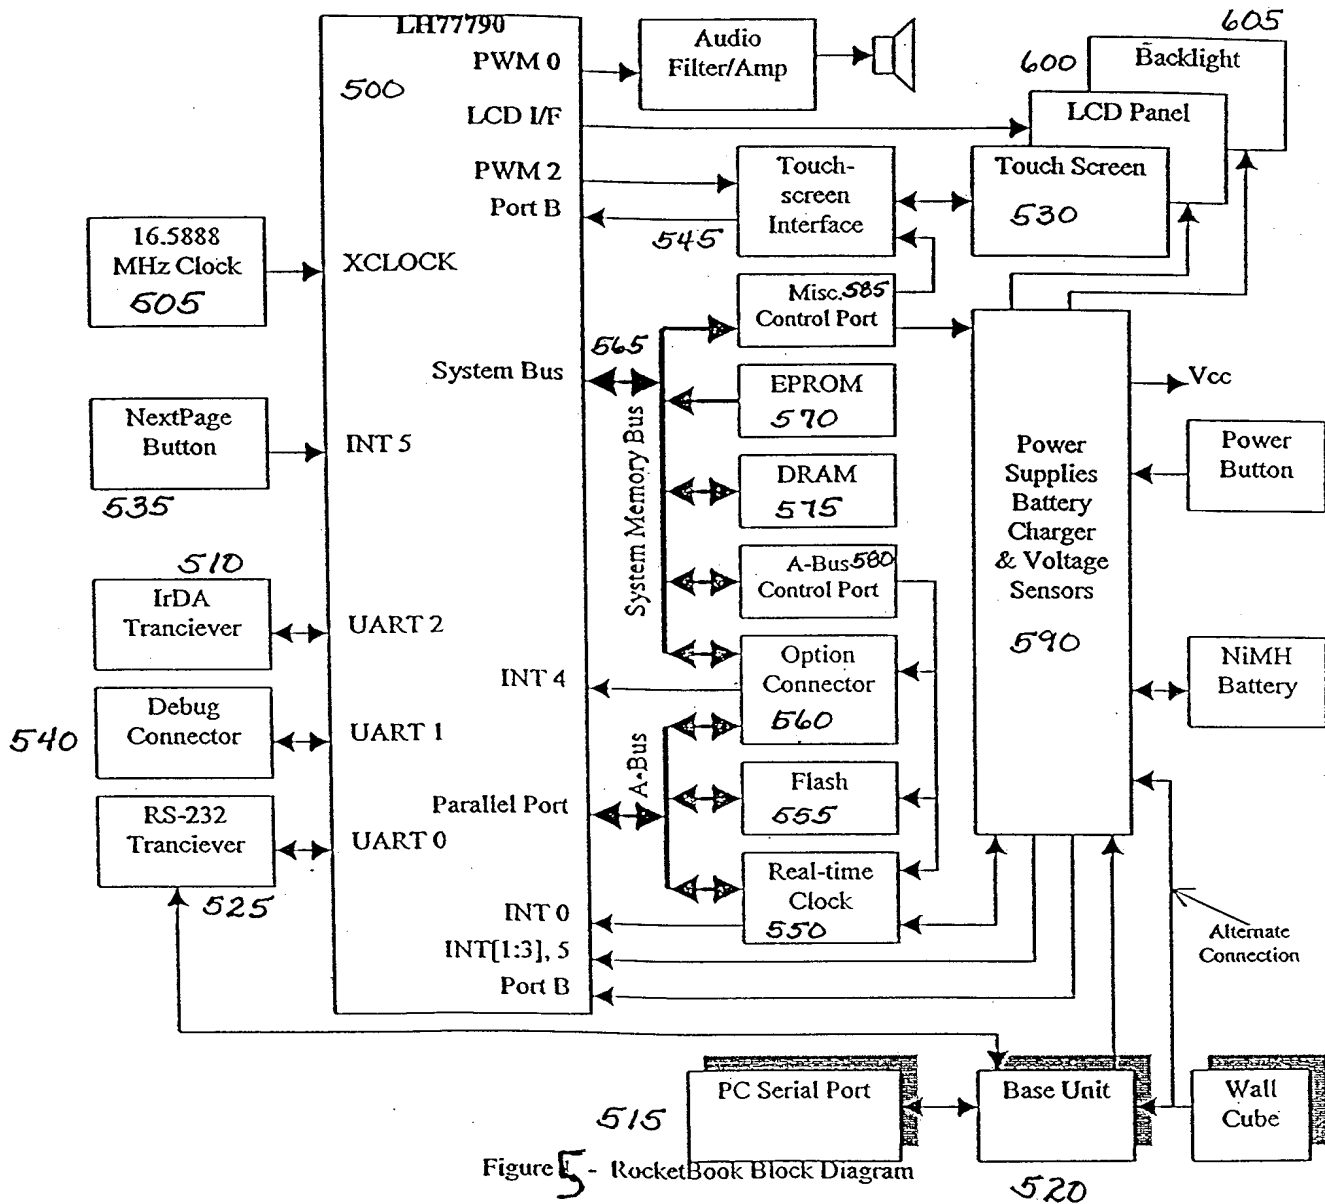 LH77790
500
PWM 0
LCD I/F
PWM 2
Port B
XCLOCK
System Bus
INT 5
UART 2
INT 4
UART 1
Parallel Port
UART 0
INT 0
INT[1:3], 5
Port B
16.5888
MHz Clock
505
NextPage
Button
535
510
IrDA
Tranciever
540
Debug
Connector
RS-232
Tranciever
525
Audio
Filter/Amp
605
Backlight
600
LCD Panel
Touch Screen
530
Touch-
screen
Interface
545
Misc. 585
Control Port
565
System Memory Bus
EPROM
570
DRAM
575
A-Bus 580
Control Port
Option
Connector
560
A-Bus
Flash
555
Real-time
Clock
550
Power
Supplies
Battery
Charger
& Voltage
Sensors
590
Vcc
Power
Button
NiMH
Battery
Alternate
Connection
PC Serial Port
515
Base Unit
520
Wall
Cube
Figure 5 - RocketBook Block Diagram